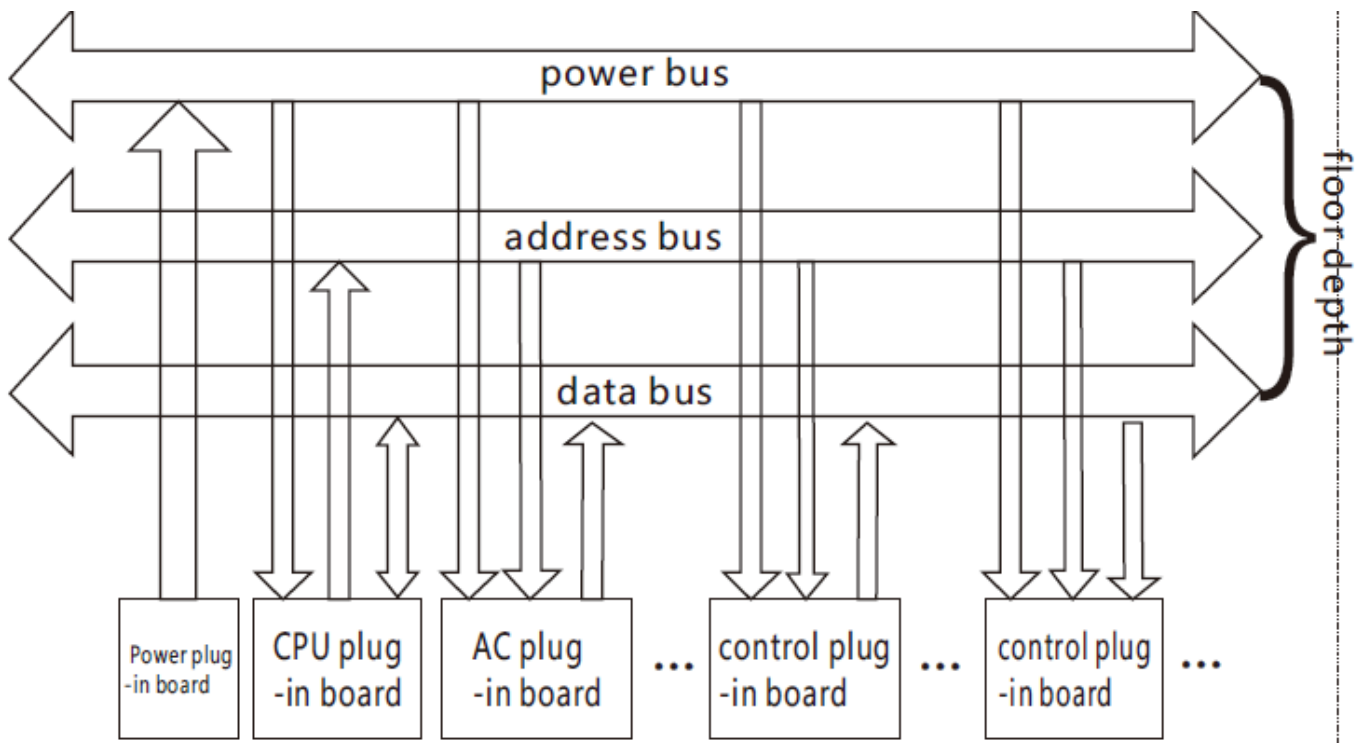 power bus
address bus
data bus
floor depth
Power plug
-in board
CPU plug
-in board
AC plug
-in board
...
control plug
-in board
...
control plug
-in board
...